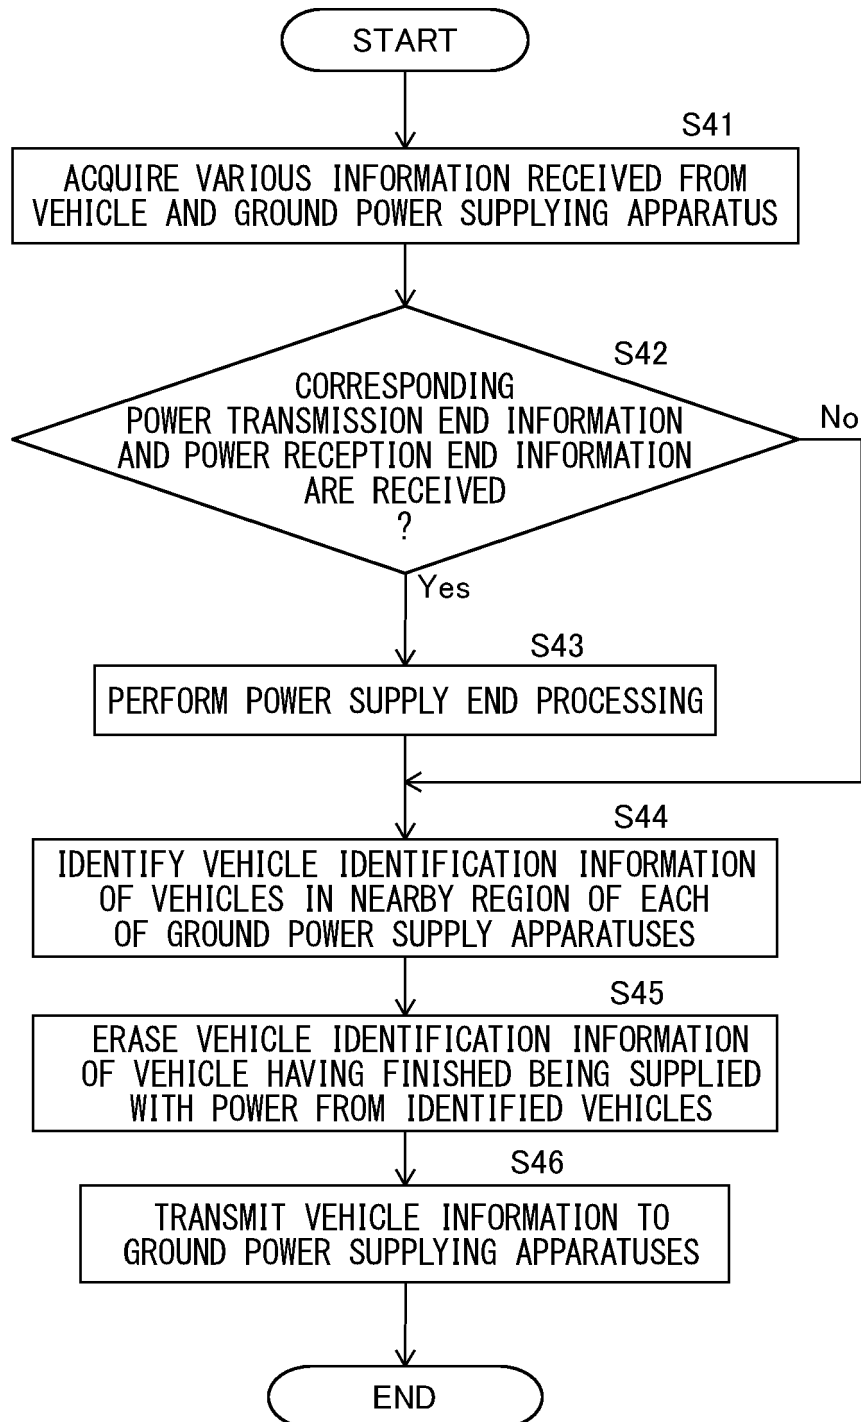 START
S41
ACQUIRE VARIOUS INFORMATION RECEIVED FROM
VEHICLE AND GROUND POWER SUPPLYING APPARATUS
S42
CORRESPONDING
POWER TRANSMISSION END INFORMATION
AND POWER RECEPTION END INFORMATION
ARE RECEIVED
?
No
Yes
S43
PERFORM POWER SUPPLY END PROCESSING
S44
IDENTIFY VEHICLE IDENTIFICATION INFORMATION
OF VEHICLES IN NEARBY REGION OF EACH
OF GROUND POWER SUPPLY APPARATUSES
S45
ERASE VEHICLE IDENTIFICATION INFORMATION
OF VEHICLE HAVING FINISHED BEING SUPPLIED
WITH POWER FROM IDENTIFIED VEHICLES
S46
TRANSMIT VEHICLE INFORMATION TO
GROUND POWER SUPPLYING APPARATUSES
END